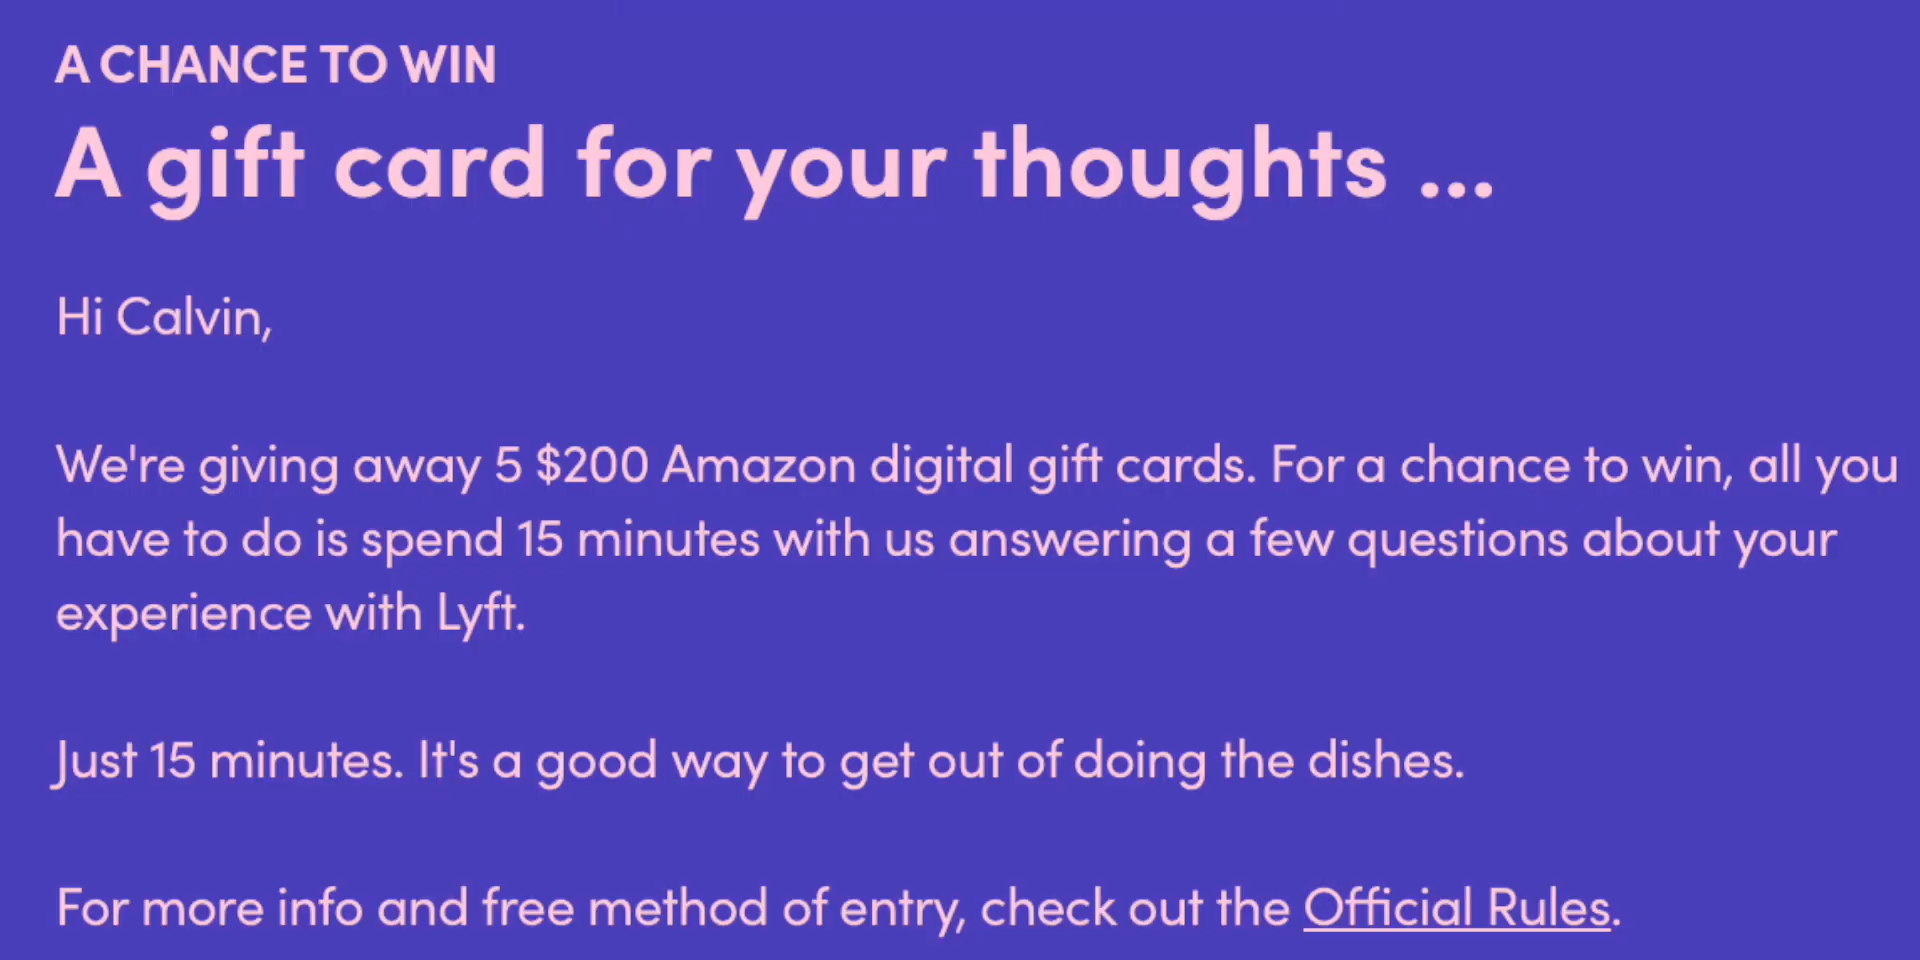 A CHANCE TO WIN
A gift card for your thoughts ...
Hi Calvin,
We're giving away 5 $200 Amazon digital gift cards. For a chance to win, all you
have to do is spend 15 minutes with us answering a few questions about your
experience with Lyft.
Just 15 minutes. It's a good way to get out of doing the dishes.
For more info and free method of entry, check out the Official Rules.